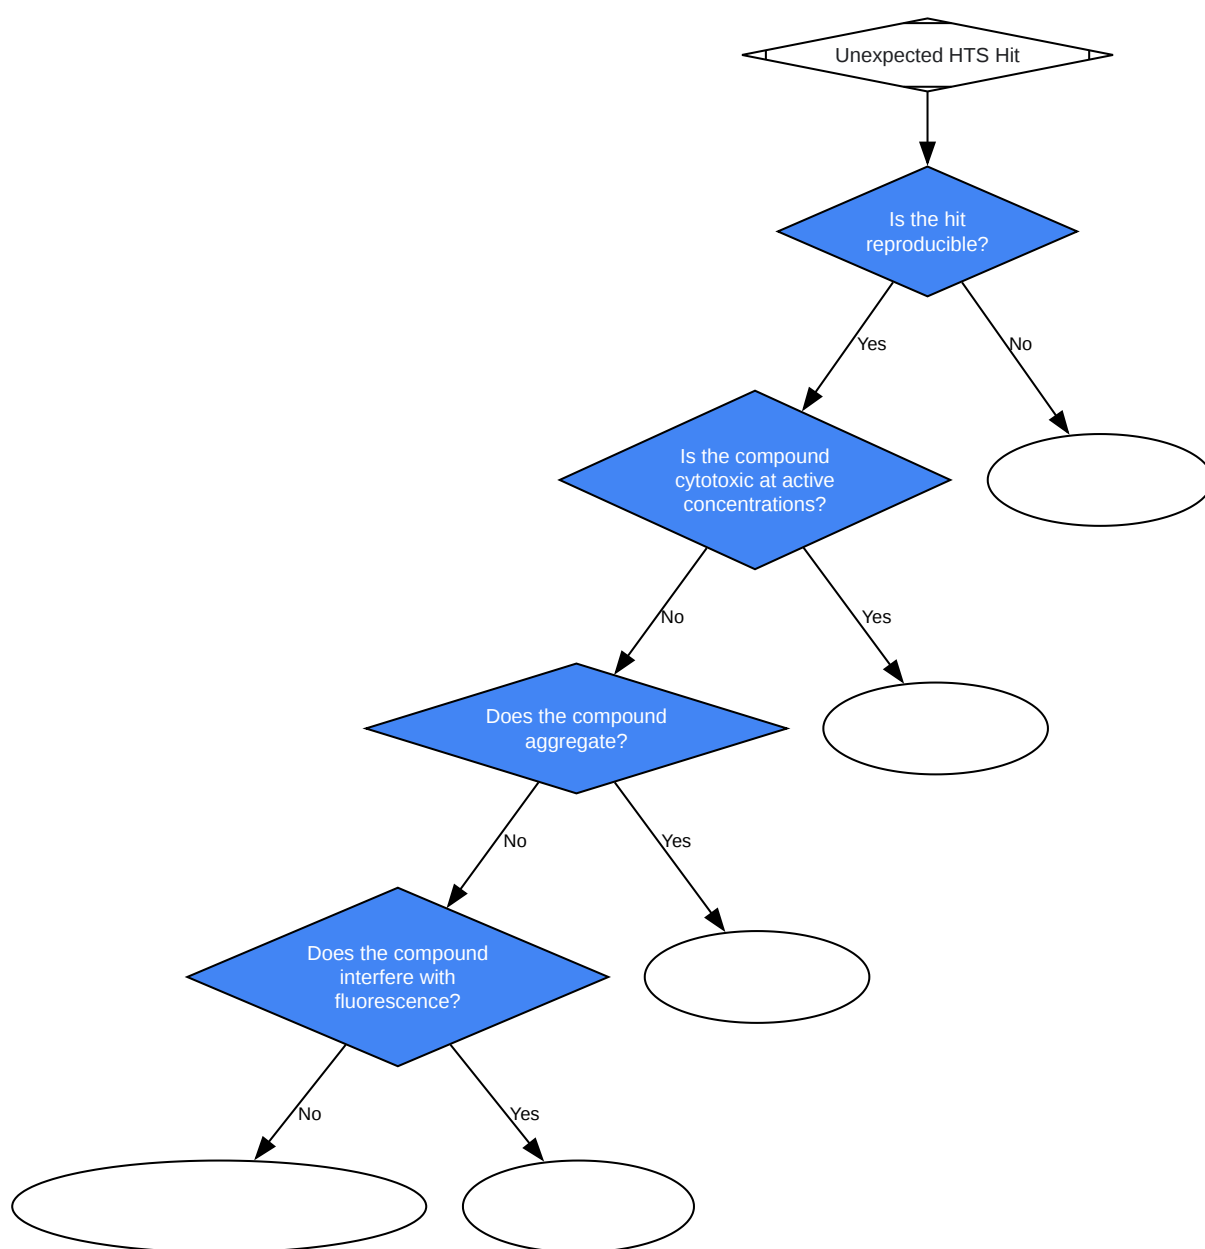 Unexpected HTS Hit
Is the hit
reproducible?
Yes
No
Is the compound
cytotoxic at active
concentrations?
No
Yes
Does the compound
aggregate?
No
Yes
Does the compound
interfere with
fluorescence?
No
Yes